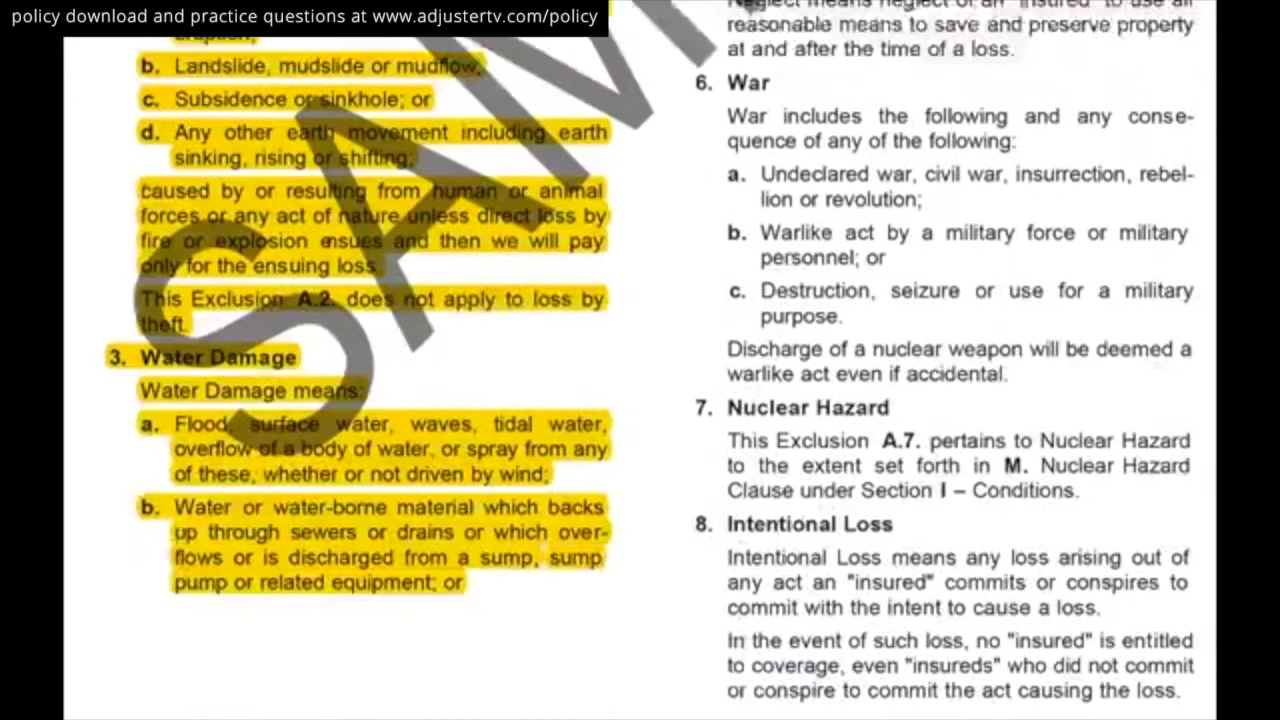 policy download and practice questions at www.adjustertv.com/policy
eruption;
b. Landslide, mudslide or mudflow;
c. Subsidence or sinkhole; or
d. Any other earth movement including earth
sinking, rising or shifting;
caused by or resulting from human or animal
forces or any act of nature unless direct loss by
fire or explosion ensues and then we will pay
only for the ensuing loss.
This Exclusion A.2. does not apply to loss by
theft.
3. Water Damage
Water Damage means:
a. Flood, surface water, waves, tidal water,
overflow of a body of water, or spray from any
of these, whether or not driven by wind;
b. Water or water-borne material which backs
up through sewers or drains or which over-
flows or is discharged from a sump, sump
pump or related equipment; or
Neglect means neglect of an "insured" to use all
reasonable means to save and preserve property
at and after the time of a loss.
6. War
War includes the following and any conse-
quence of any of the following:
a. Undeclared war, civil war, insurrection, rebel-
lion or revolution;
b. Warlike act by a military force or military
personnel; or
c. Destruction, seizure or use for a military
purpose.
Discharge of a nuclear weapon will be deemed a
warlike act even if accidental.
7. Nuclear Hazard
This Exclusion A.7. pertains to Nuclear Hazard
to the extent set forth in M. Nuclear Hazard
Clause under Section I – Conditions.
8. Intentional Loss
Intentional Loss means any loss arising out of
any act an "insured" commits or conspires to
commit with the intent to cause a loss.
In the event of such loss, no "insured" is entitled
to coverage, even "insureds" who did not commit
or conspire to commit the act causing the loss.
SAM